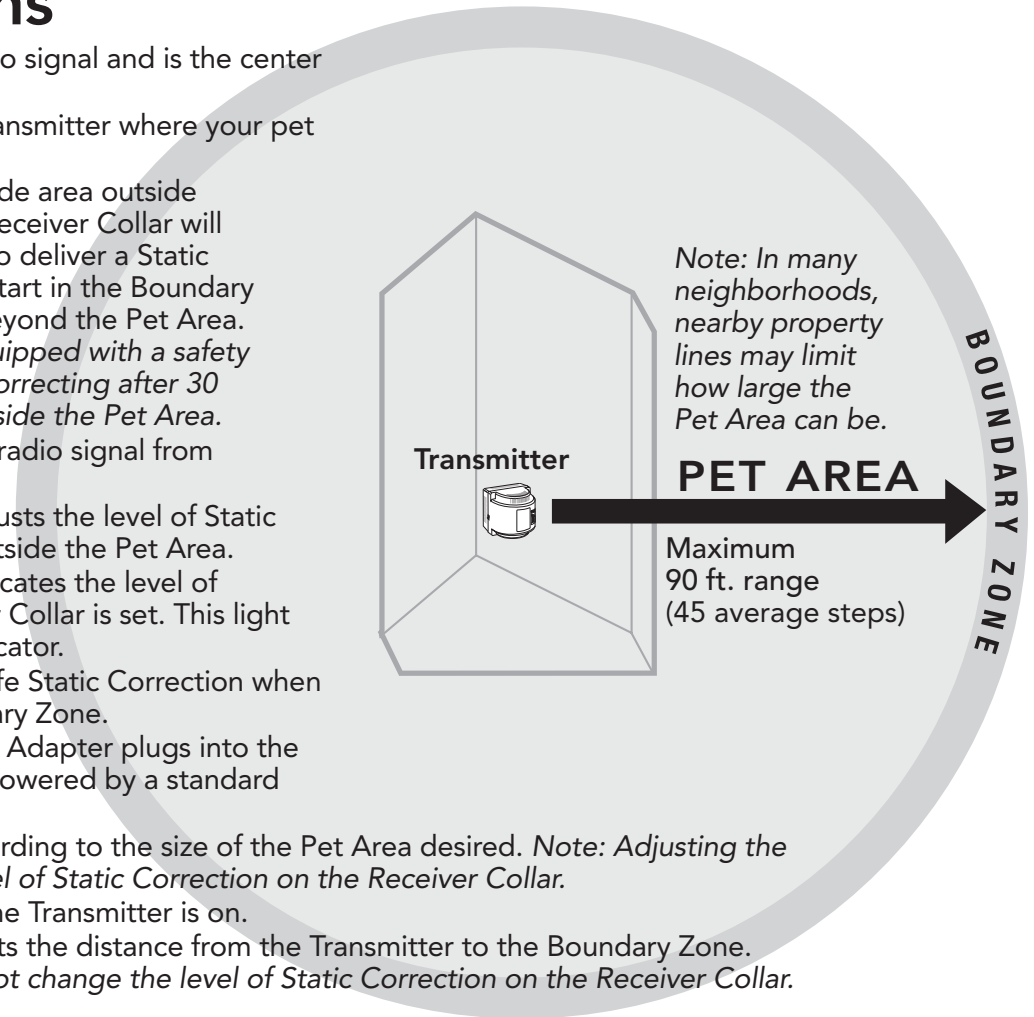 ns
o signal and is the center
ansmitter where your pet
de area outside
eceiver Collar will
o deliver a Static
tart in the Boundary
eyond the Pet Area.
uipped with a safety
orrecting after 30
side the Pet Area.
radio signal from
usts the level of Static
tside the Pet Area.
cates the level of
r Collar is set. This light
cator.
fe Static Correction when
ary Zone.
Adapter plugs into the
owered by a standard
rding to the size of the Pet Area desired. Note: Adjusting the
el of Static Correction on the Receiver Collar.
he Transmitter is on.
ts the distance from the Transmitter to the Boundary Zone.
ot change the level of Static Correction on the Receiver Collar.
Note: In many
neighborhoods,
nearby property
lines may limit
how large the
Pet Area can be.
Transmitter
PET AREA
Maximum
90 ft. range
(45 average steps)
BOUNDARY ZONE